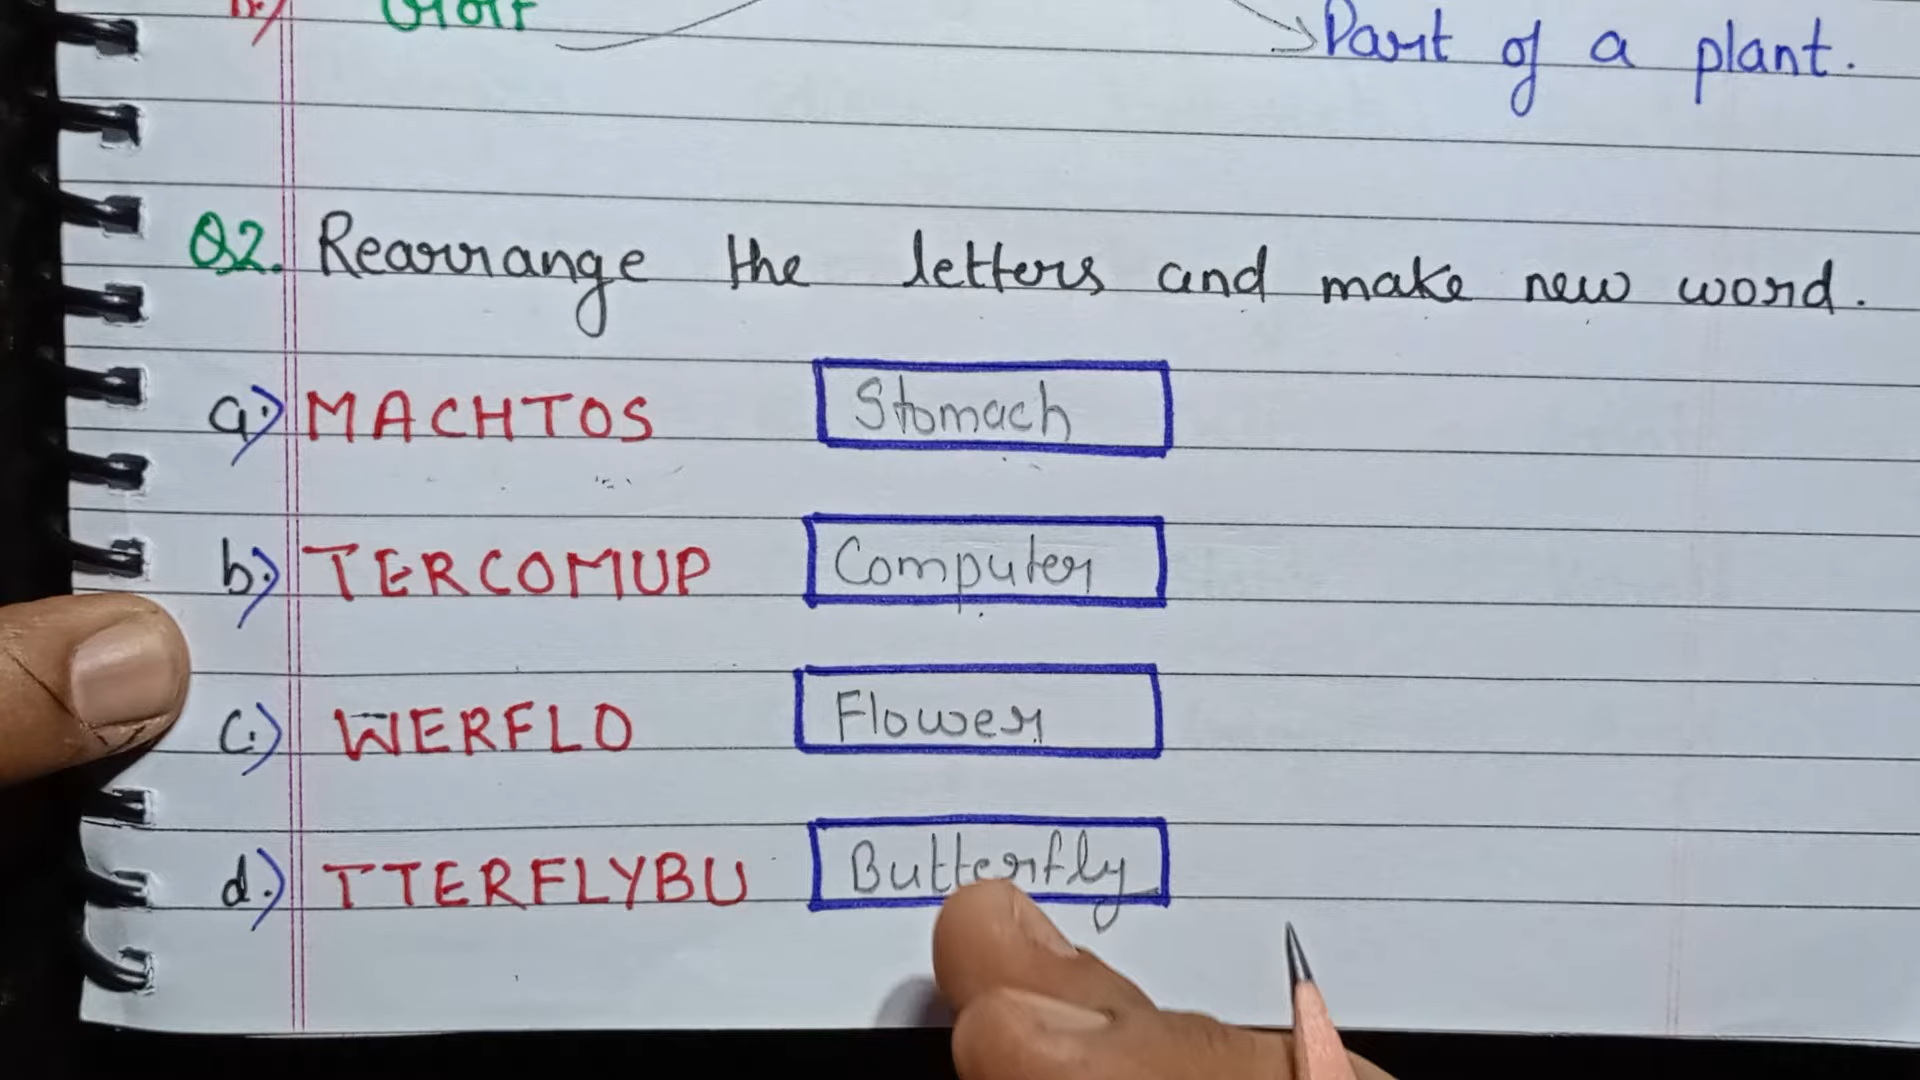 Part of a plant.
Q2. Rearrange the letters and make new word.
a.) MACHTOS Stomach
b.) TERCOMUP Computer
c.) WERFLO Flower
d.) TTERFLYBU Butterfly